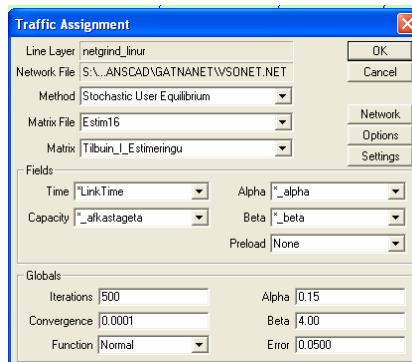 Traffic Assignment
Line Layer netgrind_linur
Network File S:\...ANSCAD\GATNANET\VSONET.NET
Method Stochastic User Equilibrium
Matrix File Estim16
Matrix Tilbuin_I_Estimeringu
OK
Cancel
Network
Options
Settings
Fields
Time *LinkTime Alpha *_alpha
Capacity *_afkastageta Beta *_beta
Preload None
Globals
Iterations 500 Alpha 0.15
Convergence 0.0001 Beta 4.00
Function Normal Error 0.0500